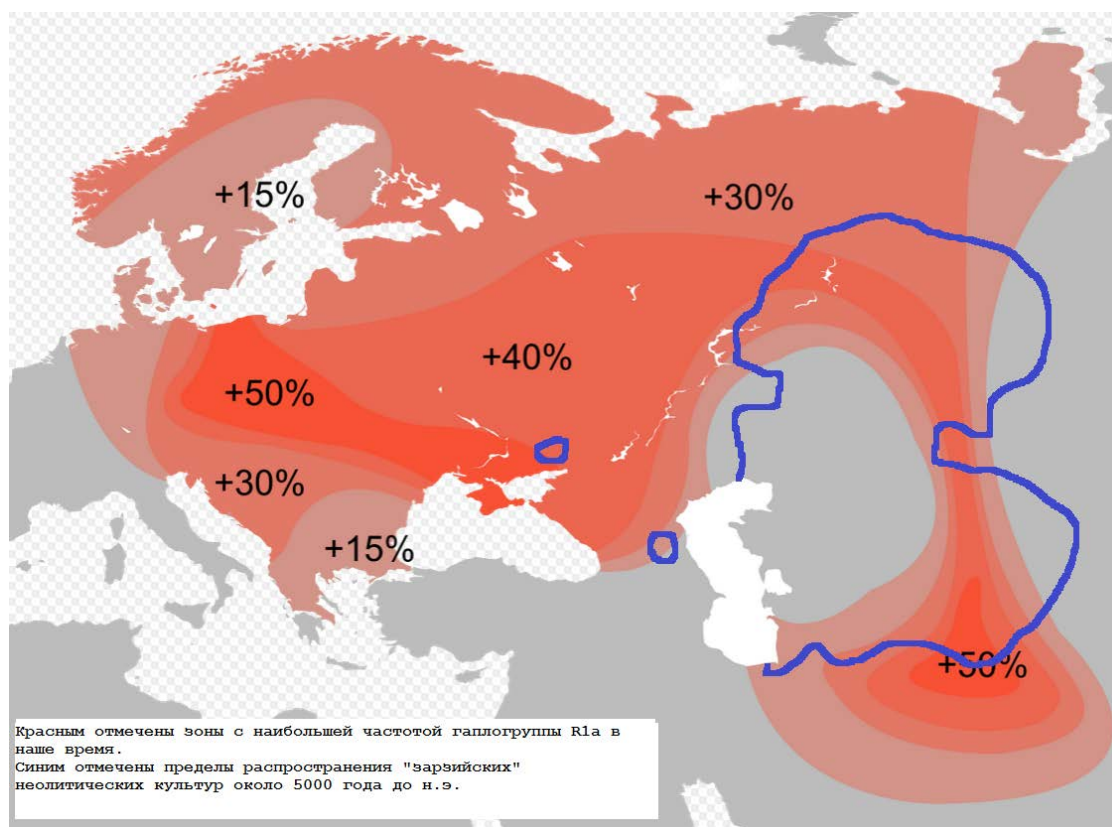 +15%
+30%
+40%
+50%
+30%
+15%
+50%
Красным отмечены зоны с наибольшей частотой гаплогруппы R1a в
наше время.
Синим отмечены пределы распространения "зарзийских"
неолитических культур около 5000 года до н.э.